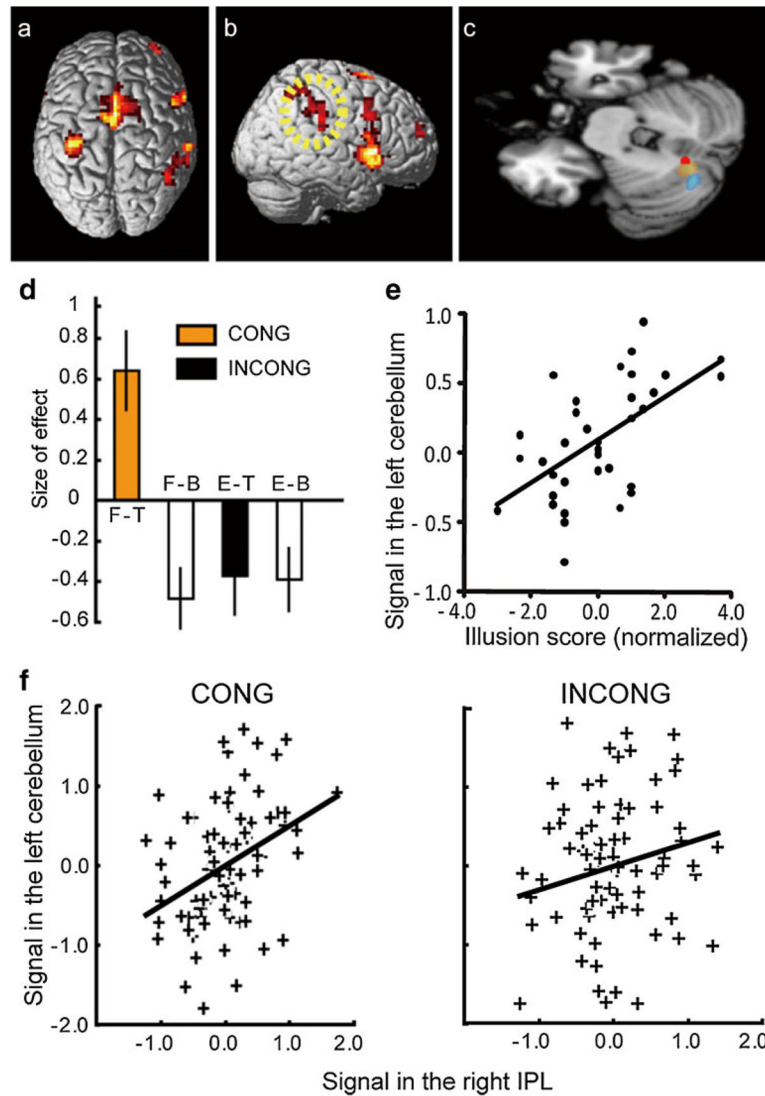 a
b
c
d
1
0.8
0.6
0.4
0.2
0
-0.2
-0.4
-0.6
Size of effect
CONG
INCONG
F-B E-T E-B
F-T
e
1.0
0.5
0.0
- 0.5
- 1.0
Signal in the left cerebellum
-4.0 -2.0 0.0 2.0 4.0
Illusion score (normalized)
f
CONG
INCONG
2.0
1.0
0.0
-1.0
-2.0
Signal in the left cerebellum
-1.0 0.0 1.0 2.0
-1.0 0.0 1.0 2.0
Signal in the right IPL